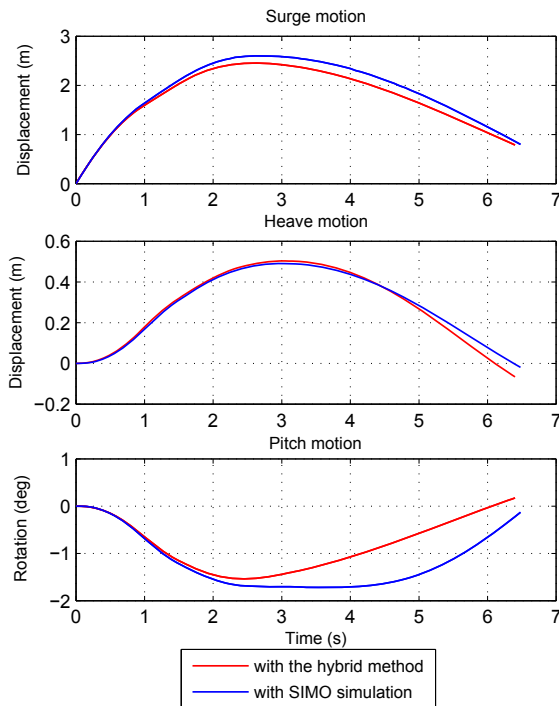 Surge motion
Displacement (m)
3
2
1
0
0 1 2 3 4 5 6 7
Heave motion
Displacement (m)
0.6
0.4
0.2
0
−0.2
0 1 2 3 4 5 6 7
Pitch motion
Rotation (deg)
1
0
−1
−2
0 1 2 3 4 5 6 7
Time (s)
with the hybrid method
with SIMO simulation